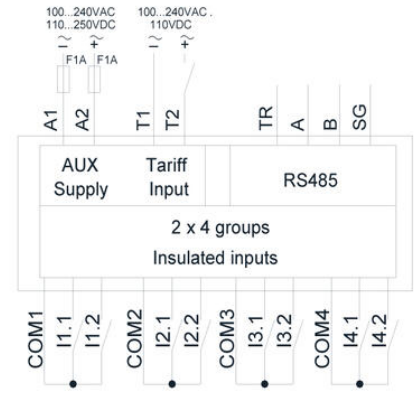 100...240VAC 100...240VAC .
110...250VDC 110VDC
F1A F1A
A1 A2 T1 T2 TR A B SG
AUX Tariff
Supply Input RS485
2 x 4 groups
Insulated inputs
COM1 I1.1 I1.2 COM2 I2.1 I2.2 COM3 I3.1 I3.2 COM4 I4.1 I4.2